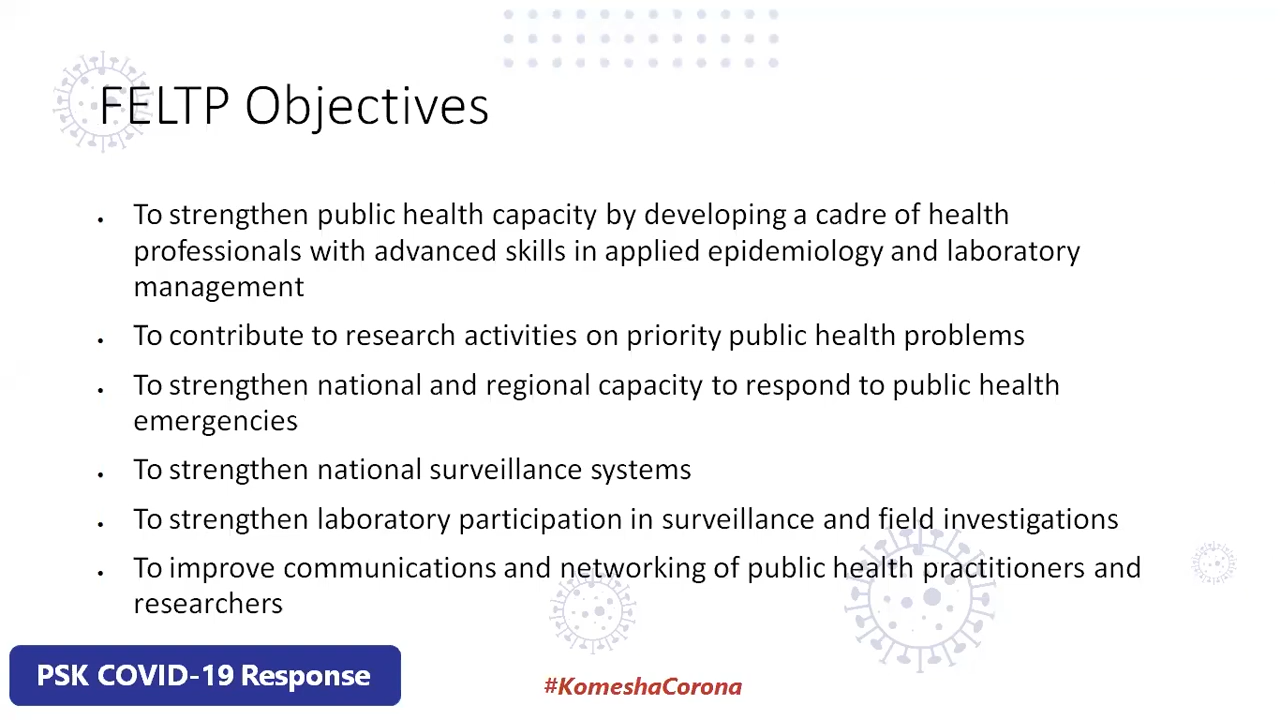 FELTP Objectives
• To strengthen public health capacity by developing a cadre of health
professionals with advanced skills in applied epidemiology and laboratory
management
• To contribute to research activities on priority public health problems
• To strengthen national and regional capacity to respond to public health
emergencies
• To strengthen national surveillance systems
• To strengthen laboratory participation in surveillance and field investigations
• To improve communications and networking of public health practitioners and
researchers
PSK COVID-19 Response
#KomeshaCorona